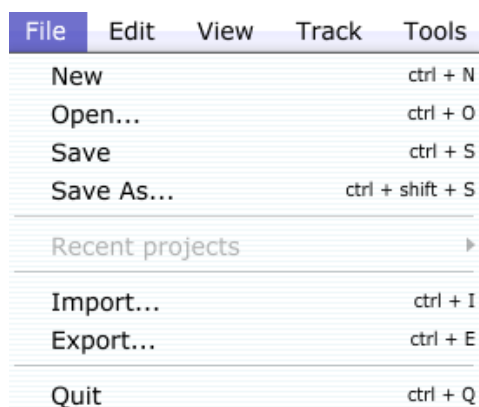 File Edit View Track Tools
New ctrl + N
Open... ctrl + O
Save ctrl + S
Save As... ctrl + shift + S
Recent projects
Import... ctrl + I
Export... ctrl + E
Quit ctrl + Q